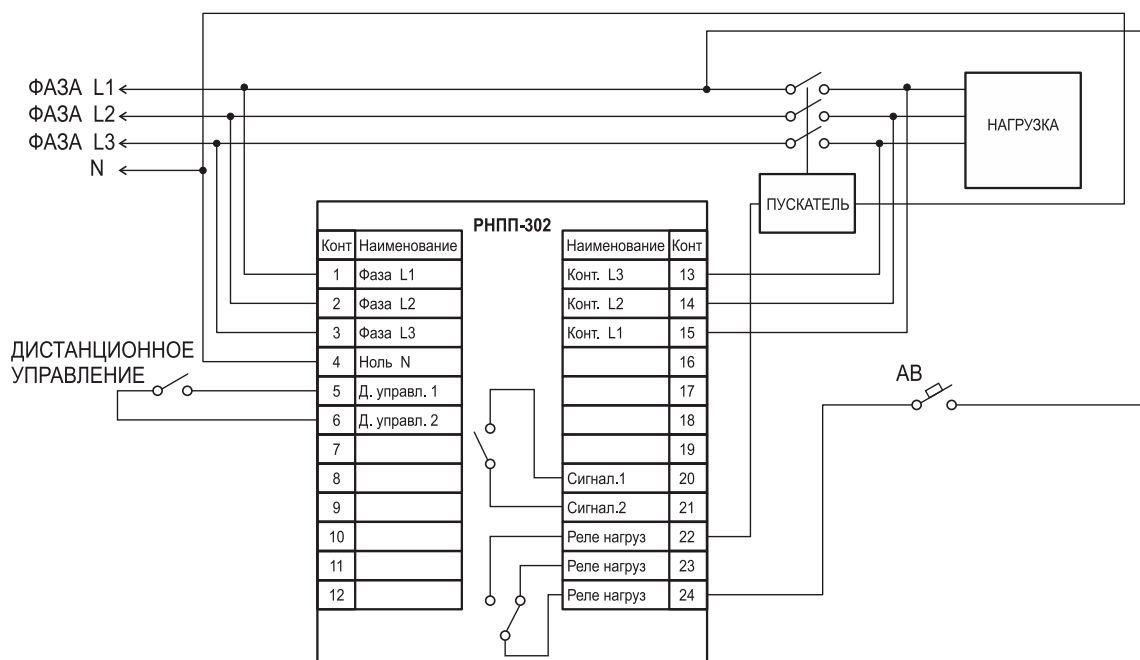 ФАЗА L1
ФАЗА L2
ФАЗА L3
N
НАГРУЗКА
ПУСКАТЕЛЬ
РНПП-302
Конт Наименование Наименование Конт
1 Фаза L1 Конт. L3 13
2 Фаза L2 Конт. L2 14
3 Фаза L3 Конт. L1 15
4 Ноль N 16
5 Д. управл. 1 17
6 Д. управл. 2 18
7 19
8 Сигнал.1 20
9 Сигнал.2 21
10 Реле нагруз 22
11 Реле нагруз 23
12 Реле нагруз 24
ДИСТАНЦИОННОЕ
УПРАВЛЕНИЕ
АВ